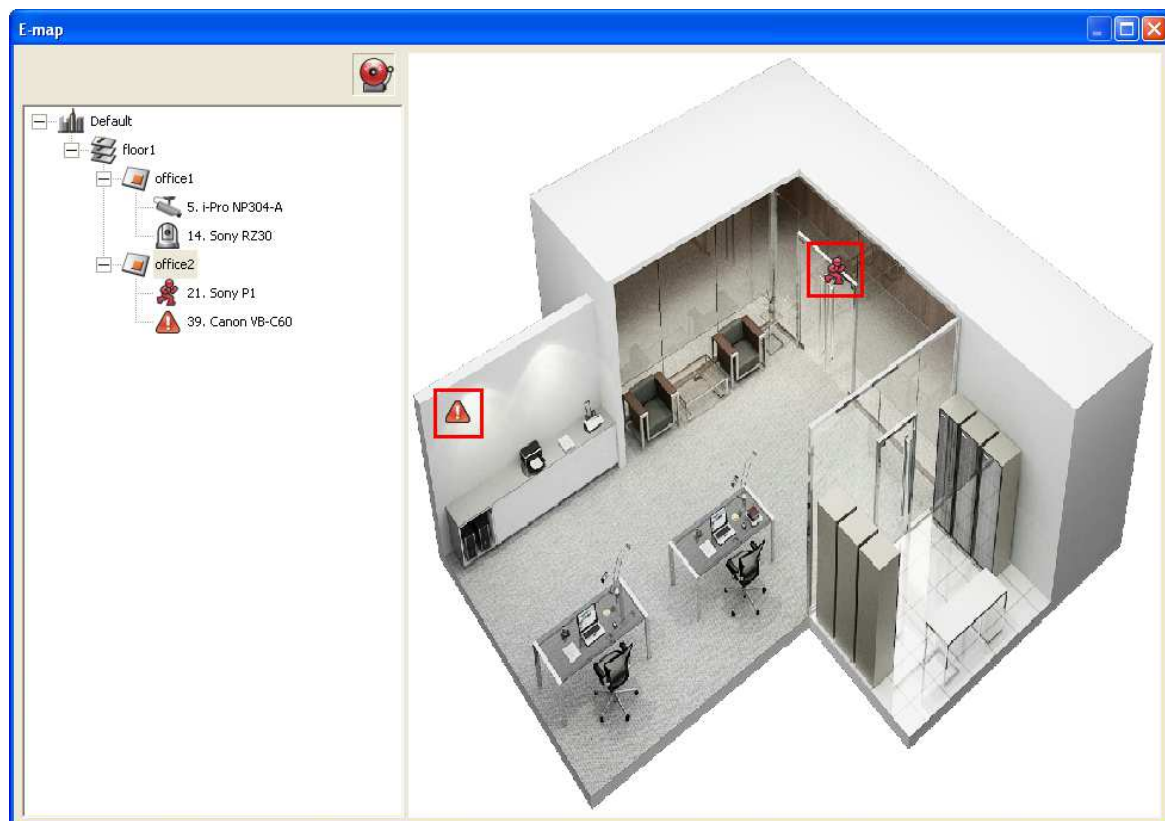 E-map
Default
floor1
office1
5. i-Pro NP304-A
14. Sony RZ30
office2
21. Sony P1
39. Canon VB-C60